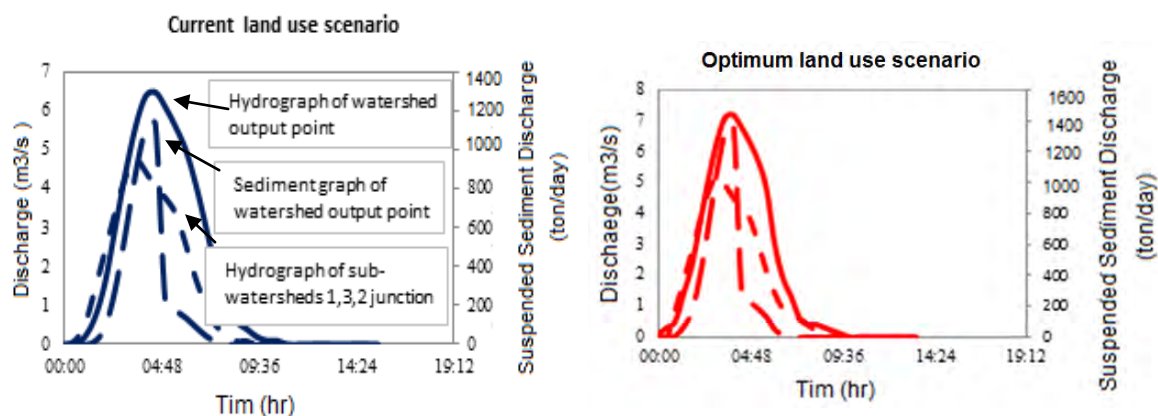 Current land use scenario
7
6
5
4
3
2
1
0
Discharge (m3/s)
1400
1200
1000
800
600
400
200
0
Suspended Sediment Discharge
(ton/day)
Hydrograph of watershed
output point
Sediment graph of
watershed output point
Hydrograph of sub-
watersheds 1,3,2 junction
00:00 04:48 09:36 14:24 19:12
Tim (hr)
Optimum land use scenario
8
7
6
5
4
3
2
1
0
Dischaege(m3/s)
1600
1400
1200
1000
800
600
400
200
0
Suspended Sediment Discharge
(ton/day)
00:00 04:48 09:36 14:24 19:12
Tim (hr)